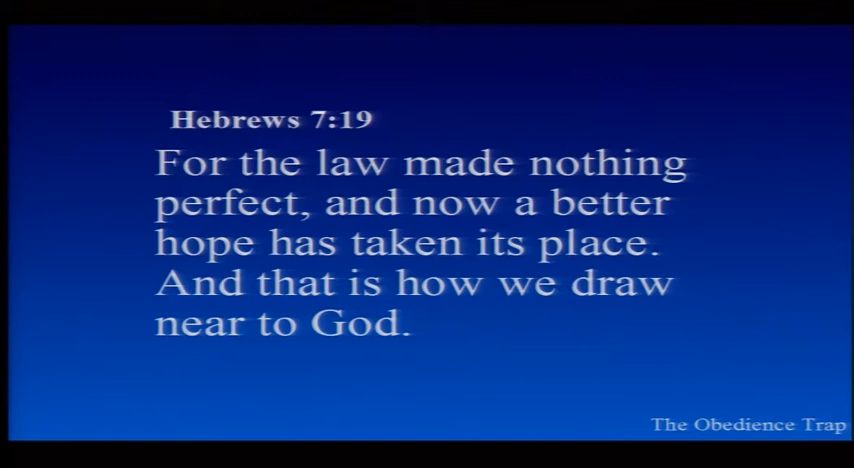 Hebrews 7:19
For the law made nothing
perfect, and now a better
hope has taken its place.
And that is how we draw
near to God.
The Obedience Trap